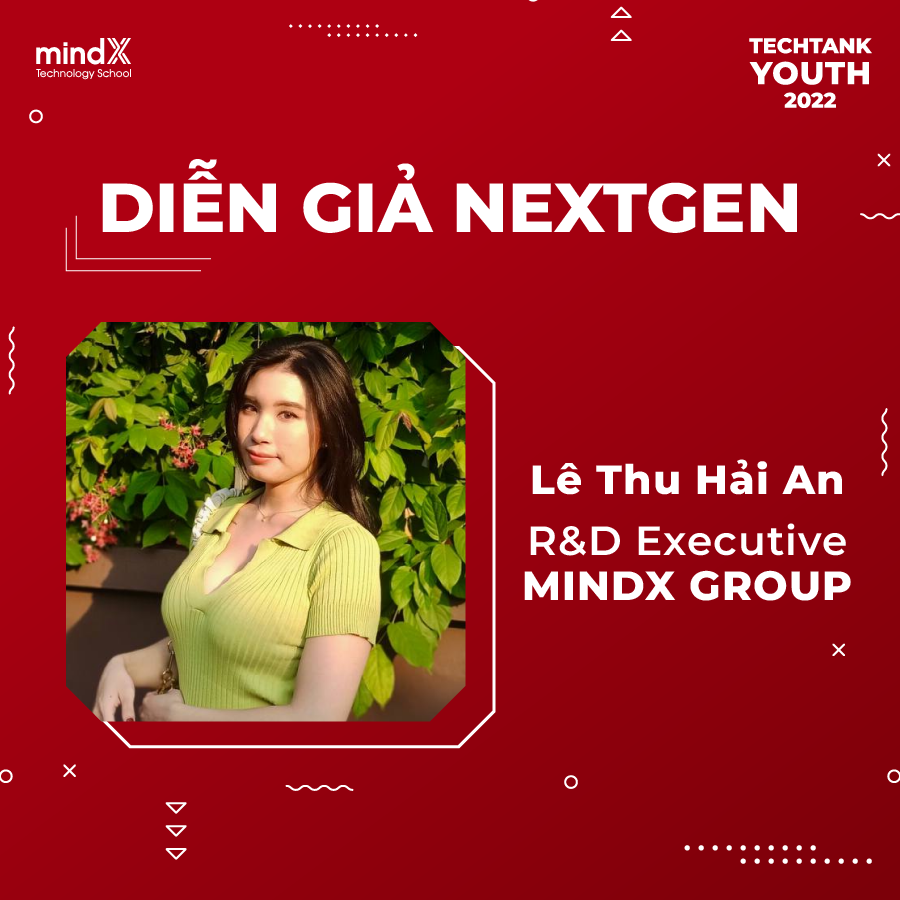 mindX
Technology School
TECHTANK
YOUTH
2022
DIỄN GIẢ NEXTGEN
Lê Thu Hải An
R&D Executive
MINDX GROUP